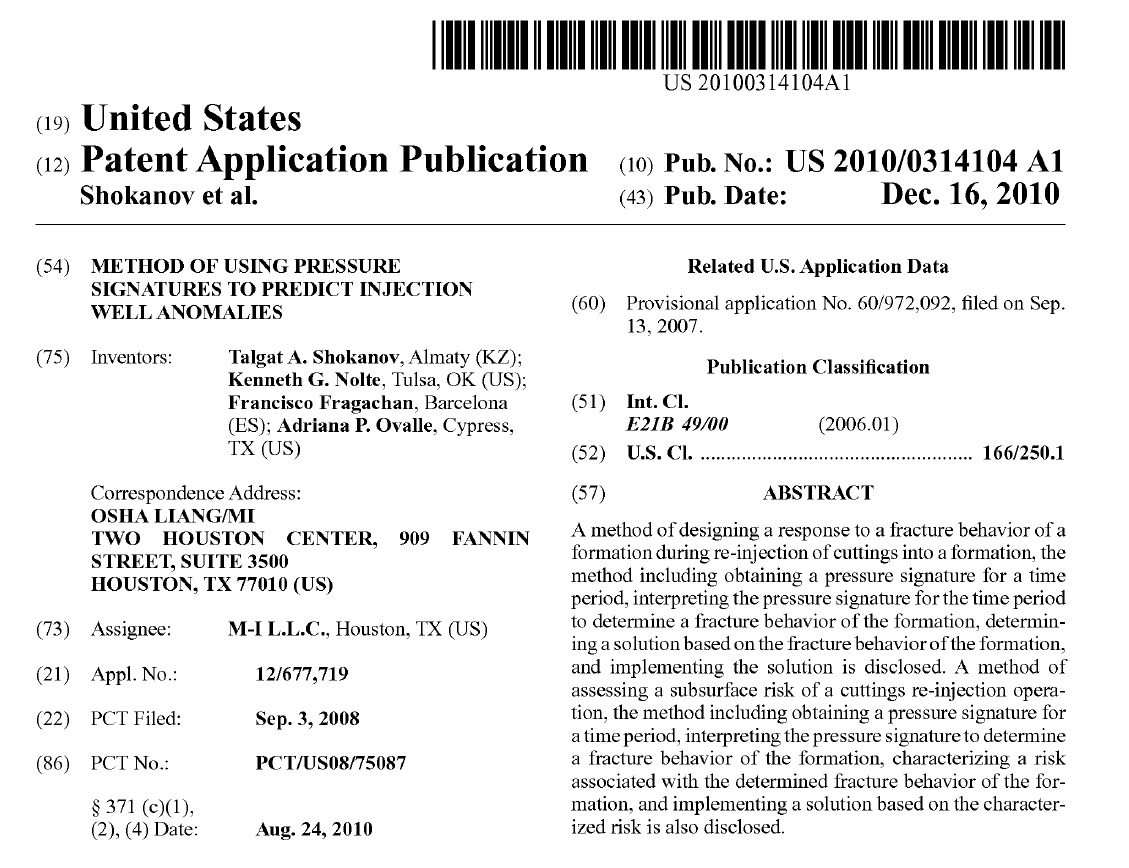 US 20100314104A1
(19) United States
(12) Patent Application Publication
Shokanov et al.
(10) Pub. No.: US 2010/0314104 A1
(43) Pub. Date: Dec. 16, 2010
(54) METHOD OF USING PRESSURE
SIGNATURES TO PREDICT INJECTION
WELL ANOMALIES
(75) Inventors: Talgat A. Shokanov, Almaty (KZ);
Kenneth G. Nolte, Tulsa, OK (US);
Francisco Fragachan, Barcelona
(ES); Adriana P. Ovalle, Cypress,
TX (US)
Correspondence Address:
OSHA LIANG/MI
TWO HOUSTON CENTER, 909 FANNIN
STREET, SUITE 3500
HOUSTON, TX 77010 (US)
(73) Assignee: M-I L.L.C., Houston, TX (US)
(21) Appl. No.: 12/677,719
(22) PCT Filed: Sep. 3, 2008
(86) PCT No.: PCT/US08/75087
§ 371 (c)(1),
(2), (4) Date: Aug. 24, 2010
Related U.S. Application Data
(60) Provisional application No. 60/972,092, filed on Sep.
13, 2007.
Publication Classification
(51) Int. Cl.
E21B 49/00 (2006.01)
(52) U.S. Cl. ..................................................... 166/250.1
(57) ABSTRACT
A method of designing a response to a fracture behavior of a
formation during re-injection of cuttings into a formation, the
method including obtaining a pressure signature for a time
period, interpreting the pressure signature for the time period
to determine a fracture behavior of the formation, determin-
ing a solution based on the fracture behavior of the formation,
and implementing the solution is disclosed. A method of
assessing a subsurface risk of a cuttings re-injection opera-
tion, the method including obtaining a pressure signature for
a time period, interpreting the pressure signature to determine
a fracture behavior of the formation, characterizing a risk
associated with the determined fracture behavior of the for-
mation, and implementing a solution based on the character-
ized risk is also disclosed.